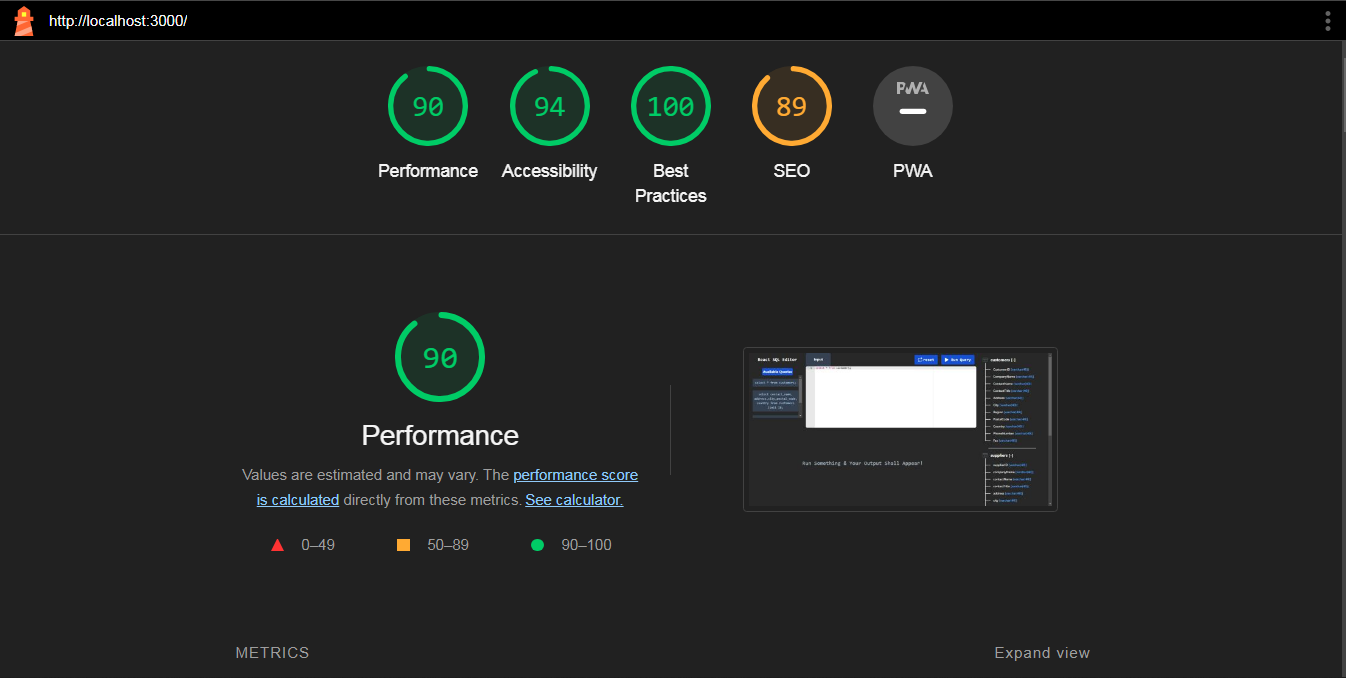 http://localhost:3000/
90
94
100
89
PWA
Performance
Accessibility
Best
Practices
SEO
PWA
90
Performance
Values are estimated and may vary. The performance score
is calculated directly from these metrics. See calculator.
0–49
50–89
90–100
React SQL Editor
Input
reset
Run Query
Available Queries
select * from customers;
Run Something & Your Output Shall Appear!
customers [-]
suppliers [-]
METRICS
Expand view